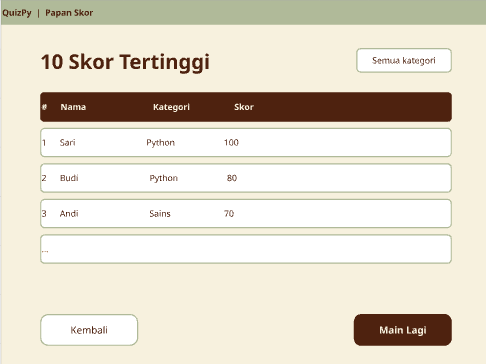 QuizPy | Papan Skor
10 Skor Tertinggi
Semua kategori
# Nama Kategori Skor
1 Sari Python 100
2 Budi Python 80
3 Andi Sains 70
...
Kembali
Main Lagi